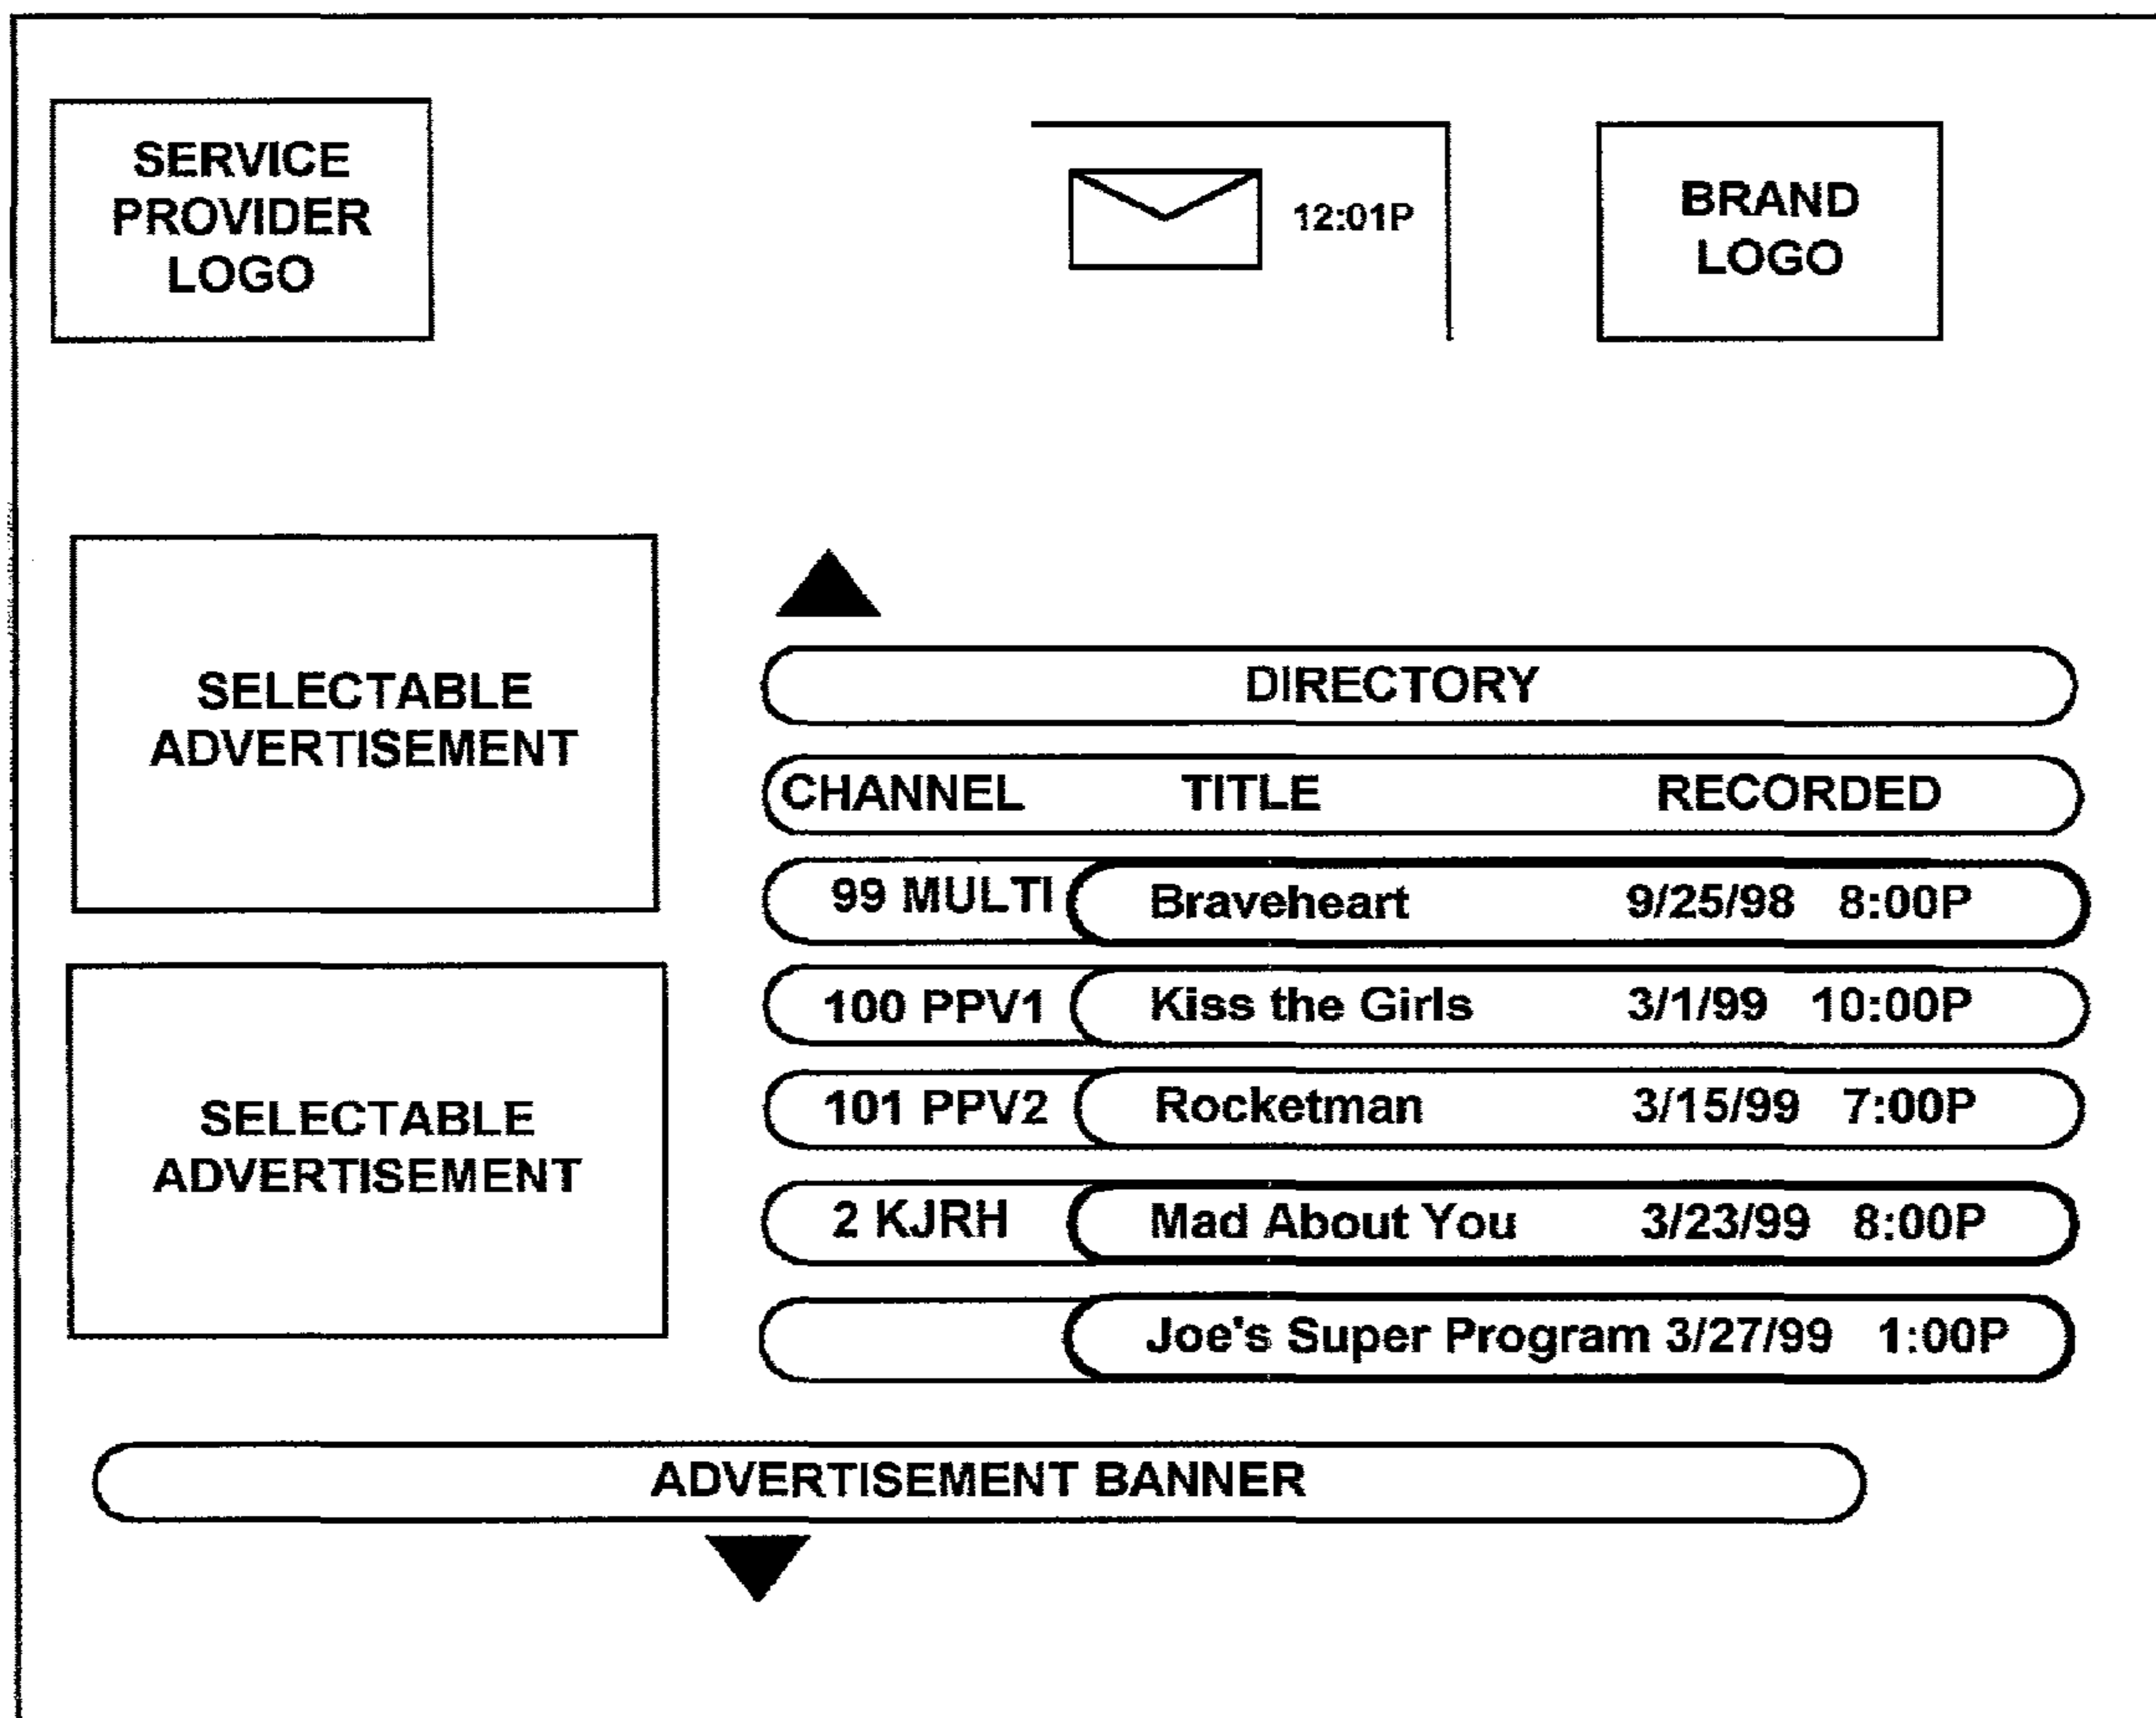 SERVICE
PROVIDER
LOGO
12:01P
BRAND
LOGO
SELECTABLE
ADVERTISEMENT
SELECTABLE
ADVERTISEMENT
DIRECTORY
CHANNEL TITLE RECORDED
99 MULTI Braveheart 9/25/98 8:00P
100 PPV1 Kiss the Girls 3/1/99 10:00P
101 PPV2 Rocketman 3/15/99 7:00P
2 KJRH Mad About You 3/23/99 8:00P
Joe's Super Program 3/27/99 1:00P
ADVERTISEMENT BANNER